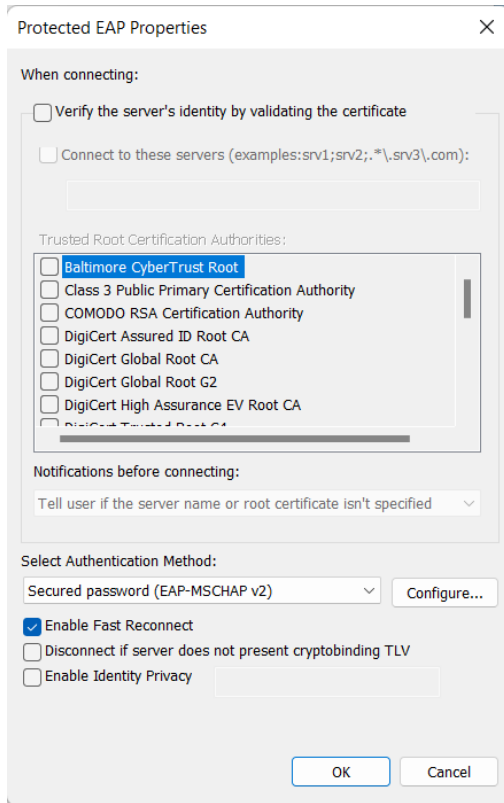 Protected EAP Properties
When connecting:
Verify the server's identity by validating the certificate
Connect to these servers (examples:srv1;srv2;.*\.srv3\.com):
Trusted Root Certification Authorities:
Baltimore CyberTrust Root
Class 3 Public Primary Certification Authority
COMODO RSA Certification Authority
DigiCert Assured ID Root CA
DigiCert Global Root CA
DigiCert Global Root G2
DigiCert High Assurance EV Root CA
DigiCert Trusted Root G4
Notifications before connecting:
Tell user if the server name or root certificate isn't specified
Select Authentication Method:
Secured password (EAP-MSCHAP v2)
Configure...
Enable Fast Reconnect
Disconnect if server does not present cryptobinding TLV
Enable Identity Privacy
OK
Cancel